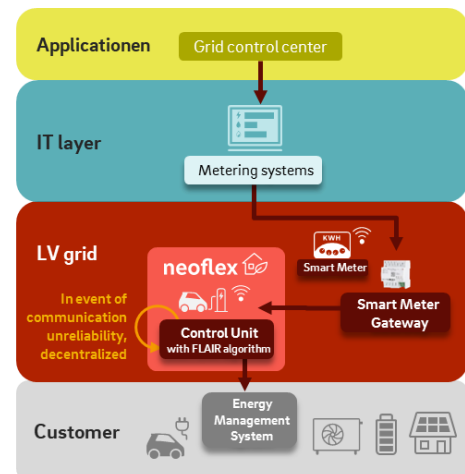 Applicationen
Grid control center
IT layer
Metering systems
LV grid
neoflex
KWH
Smart Meter
In event of
communication
unreliability,
decentralized
Control Unit
with FLAIR algorithm
Smart Meter
Gateway
Customer
Energy
Management
System